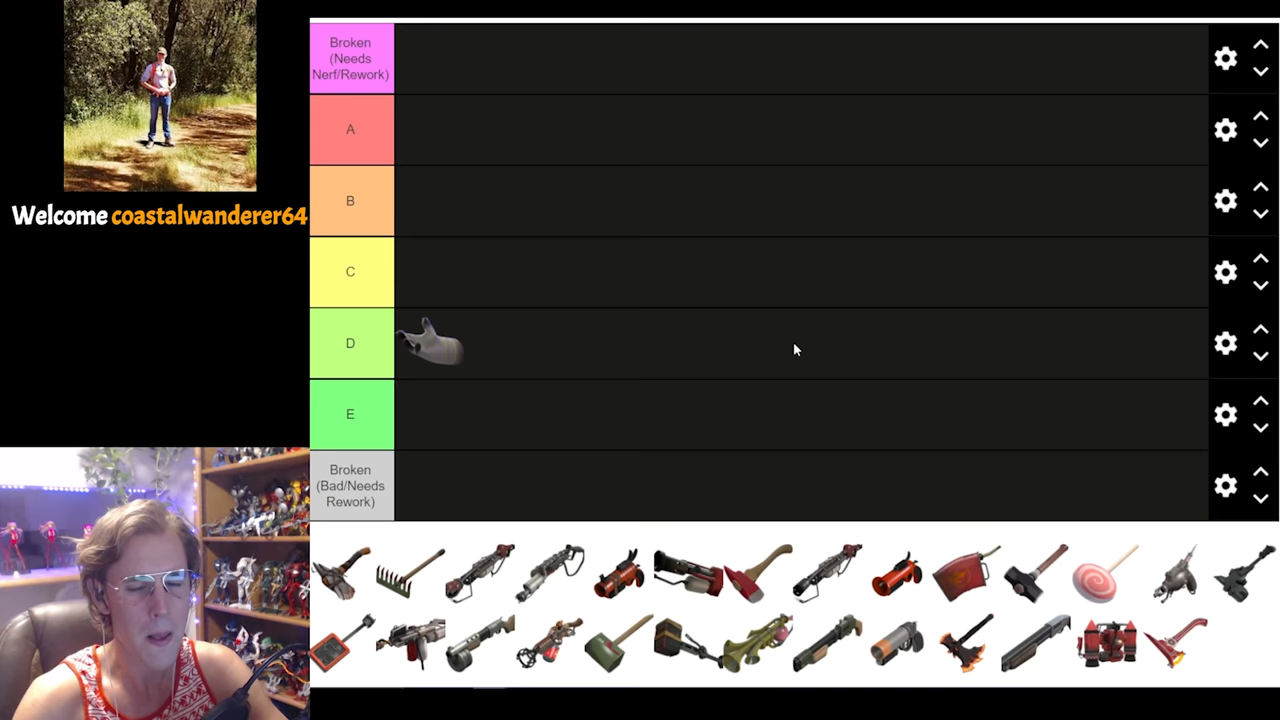 Broken
(Needs
Nerf/Rework)
A
B
Welcome coastalwanderer64
C
D
E
Broken
(Bad/Needs
Rework)